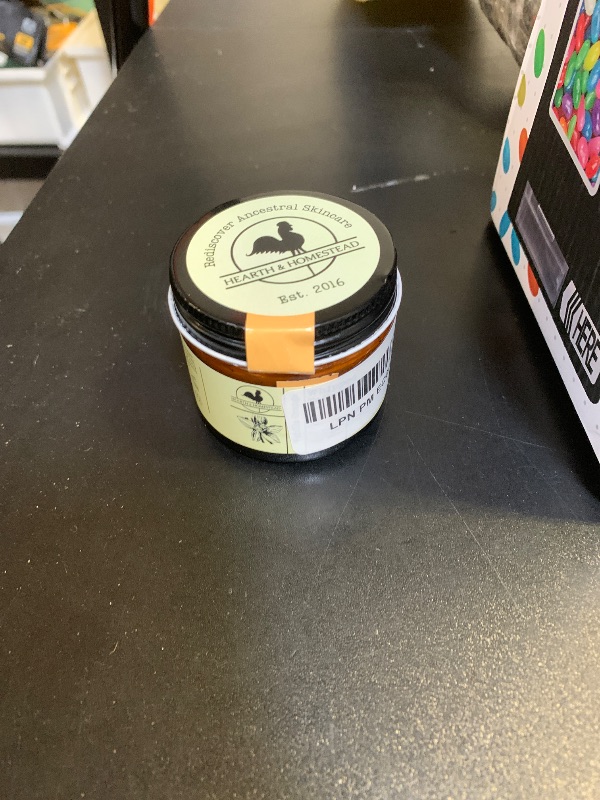 Rediscover Ancestral Skincare
HEARTH & HOMESTEAD
Est. 2016
LPN PM
HERE